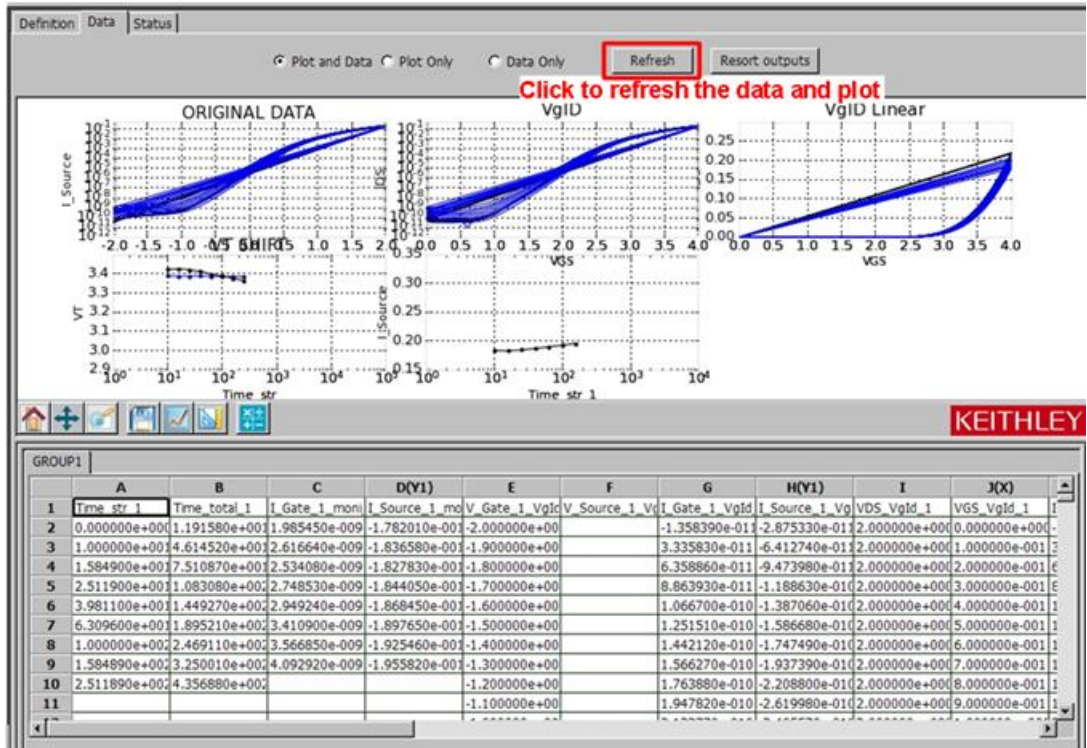 Definition Data Status
Plot and Data Plot Only Data Only Refresh Resort outputs
Click to refresh the data and plot
ORIGINAL DATA VgID VgID Linear
I_Source
-2.0 1.5 -1.0 1.0 1.5 2.0
0.0 0.5 1.0 1.5 2.0 2.5 3.0 3.5 4.0
VGS
0.25
0.20
0.15
0.10
0.05
0.00
0.0 0.5 1.0 1.5 2.0 2.5 3.0 3.5 4.0
VGS
VT
3.4
3.3
3.2
3.1
3.0
2.9
10⁰ 10¹ 10² 10³ 10⁴
Time_str
I_Source
0.35
0.30
0.25
0.20
0.15
10⁰ 10¹ 10² 10³ 10⁴
Time_str_1
KEITHLEY
GROUP1
A B C D(Y1) E F G H(Y1) I J(X)
1 Time_str_1 Time_total_1 I_Gate_1_moni I_Source_1_mo V_Gate_1_VgId V_Source_1_Vg I_Gate_1_VgId I_Source_1_Vg VDS_VgId_1 VGS_VgId_1
2 0.000000e+000 1.191580e+001 1.985450e-009 -1.782010e-001 -2.000000e+00 -1.358390e-011 -2.875330e-011 2.000000e+000 0.000000e+000
3 1.000000e+001 4.614520e+001 2.616640e-009 -1.836580e-001 -1.900000e+00 3.335830e-011 -6.412740e-011 2.000000e+000 1.000000e-001
4 1.584900e+001 7.510870e+001 2.534080e-009 -1.827830e-001 -1.800000e+00 6.358860e-011 -9.473980e-011 2.000000e+000 2.000000e-001
5 2.511900e+001 1.083080e+002 2.748530e-009 -1.844050e-001 -1.700000e+00 8.863930e-011 -1.188630e-010 2.000000e+000 3.000000e-001
6 3.981100e+001 1.449270e+002 2.949240e-009 -1.868450e-001 -1.600000e+00 1.066700e-010 -1.387060e-010 2.000000e+000 4.000000e-001
7 6.309600e+001 1.895210e+002 3.410900e-009 -1.897650e-001 -1.500000e+00 1.251510e-010 -1.586680e-010 2.000000e+000 5.000000e-001
8 1.000000e+002 2.469110e+002 3.566850e-009 -1.925460e-001 -1.400000e+00 1.442120e-010 -1.747490e-010 2.000000e+000 6.000000e-001
9 1.584890e+002 3.250010e+002 4.092920e-009 -1.955820e-001 -1.300000e+00 1.566270e-010 -1.937390e-010 2.000000e+000 7.000000e-001
10 2.511890e+002 4.356880e+002 -1.200000e+00 1.763880e-010 -2.208800e-010 2.000000e+000 8.000000e-001
11 -1.100000e+00 1.947820e-010 -2.619980e-010 2.000000e+000 9.000000e-001